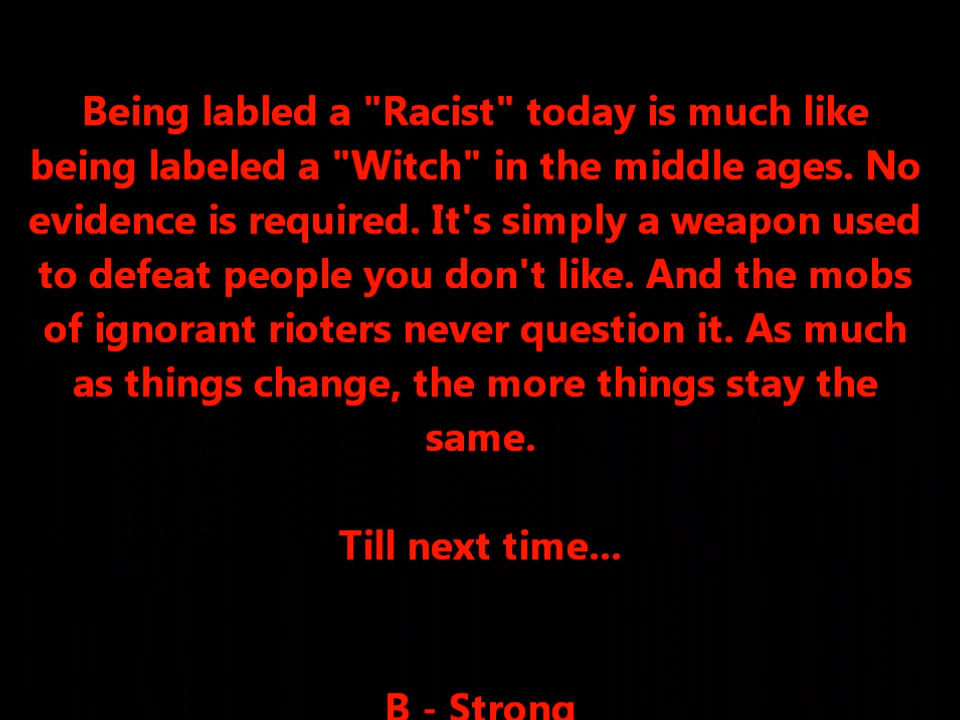 Being labled a "Racist" today is much like
being labeled a "Witch" in the middle ages. No
evidence is required. It's simply a weapon used
to defeat people you don't like. And the mobs
of ignorant rioters never question it. As much
as things change, the more things stay the
same.
Till next time...
B - Strong